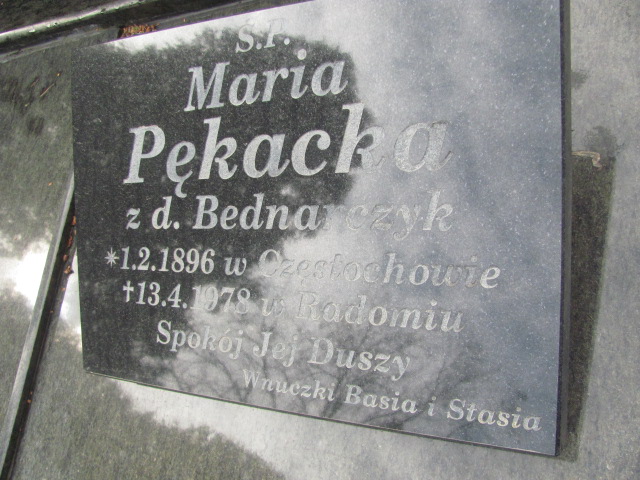 Ś.P.
Maria
Pękacka
z d. Bednarczyk
*1.2.1896 w Częstochowie
†13.4.1978 w Radomiu
Spokój Jej Duszy
Wnuczki Basia i Stasia